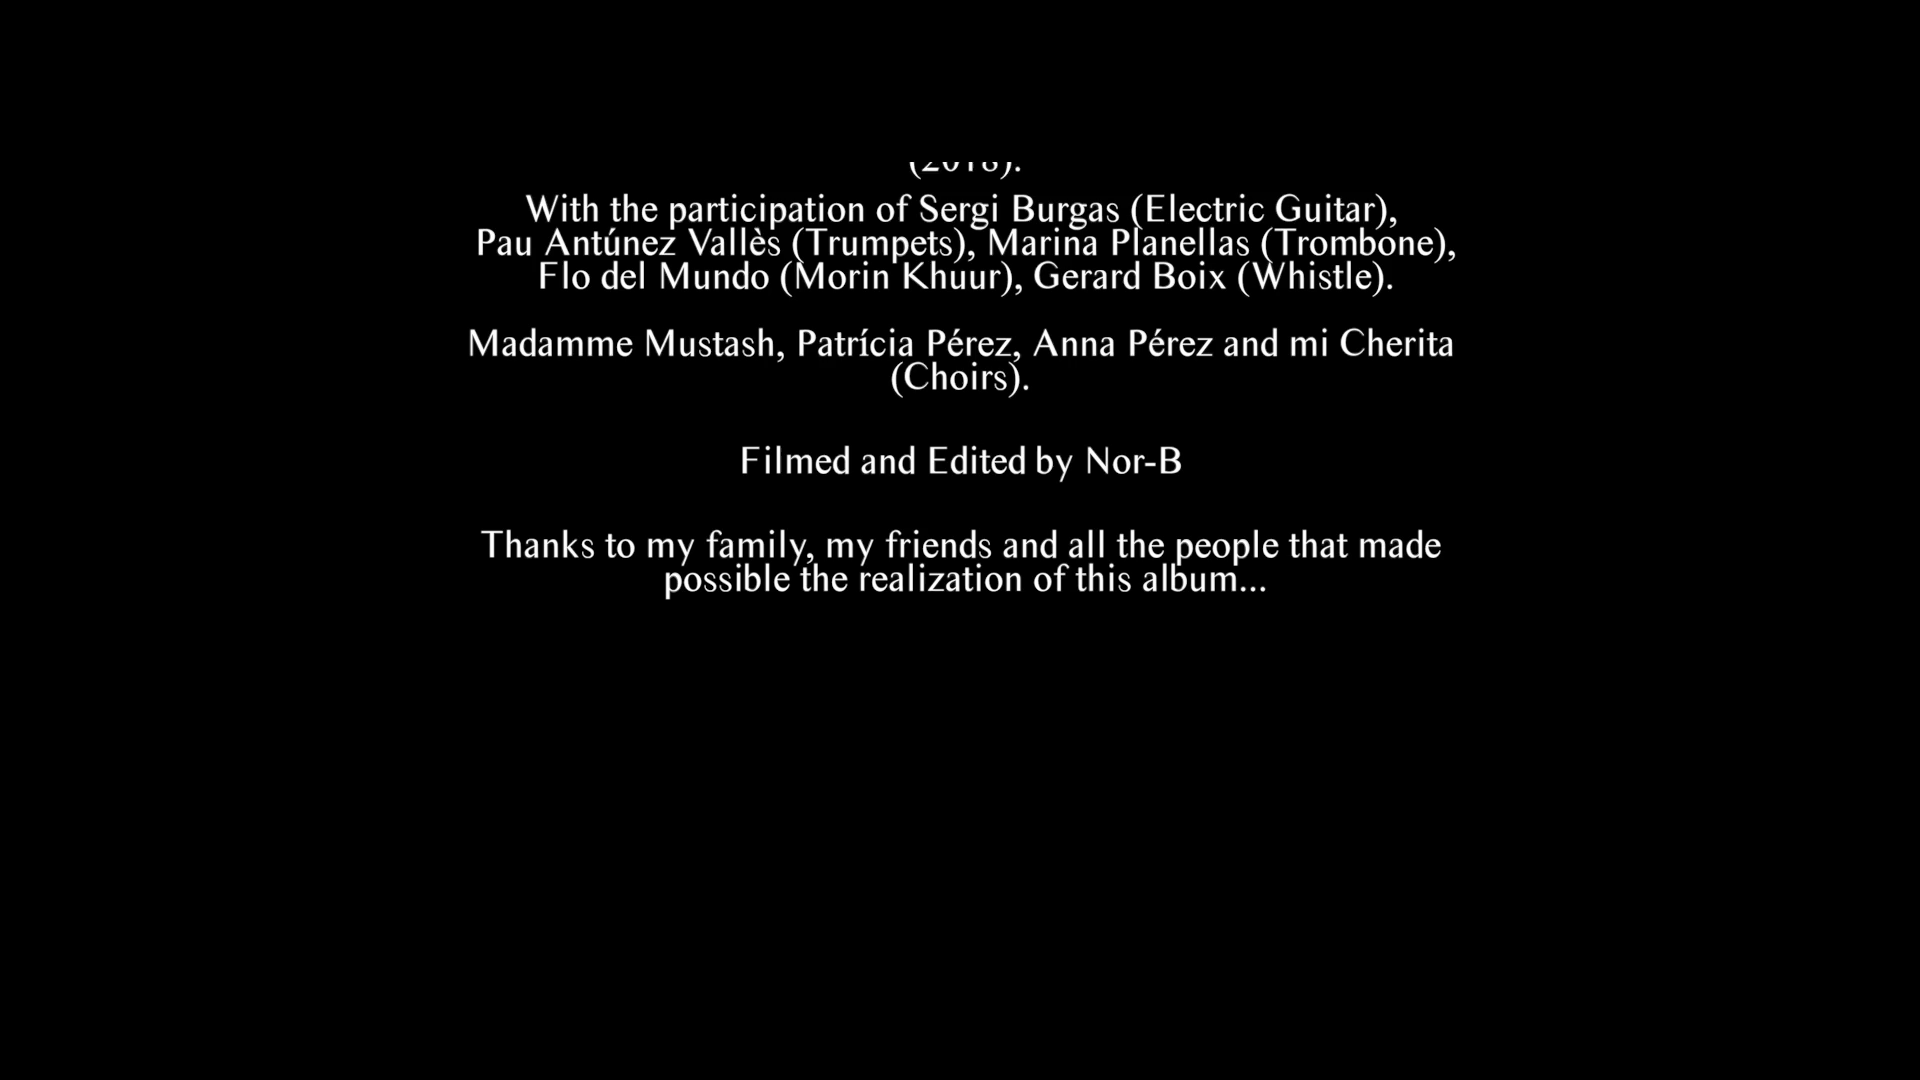 (2018).
With the participation of Sergi Burgas (Electric Guitar),
Pau Antúnez Vallès (Trumpets), Marina Planellas (Trombone),
Flo del Mundo (Morin Khuur), Gerard Boix (Whistle).
Madamme Mustash, Patrícia Pérez, Anna Pérez and mi Cherita
(Choirs).
Filmed and Edited by Nor-B
Thanks to my family, my friends and all the people that made
possible the realization of this album...